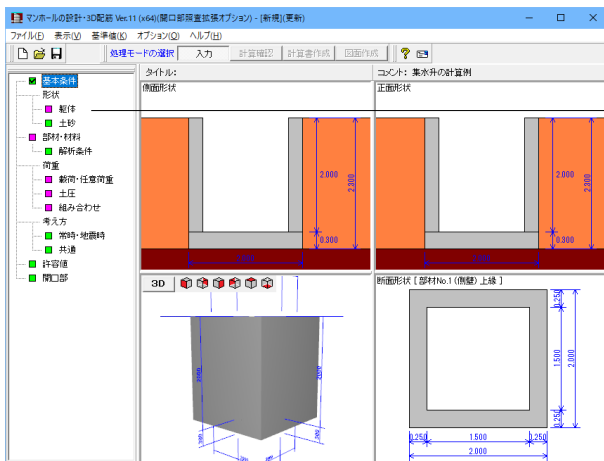 マンホールの設計・3D配筋 Ver.11 (x64)(開口部照査拡張オプション) - [新規](更新)
ファイル(F) 表示(V) 基準値(K) オプション(O) ヘルプ(H)
処理モードの選択 入力 計算確認 計算書作成 図面作成
基本条件
形状
躯体
土砂
部材・材料
解析条件
荷重
載荷・任意荷重
土圧
組み合わせ
考え方
常時・地震時
共通
許容値
開口部
タイトル:
コメント: 集水升の計算例
側面形状
2.000
2.300
0.300
正面形状
2.000
2.300
0.300
3D
断面形状 [ 部材No.1 (側壁) 上縁 ]
0.250
1.500
2.000
0.250
0.250
1.500
0.250
2.000